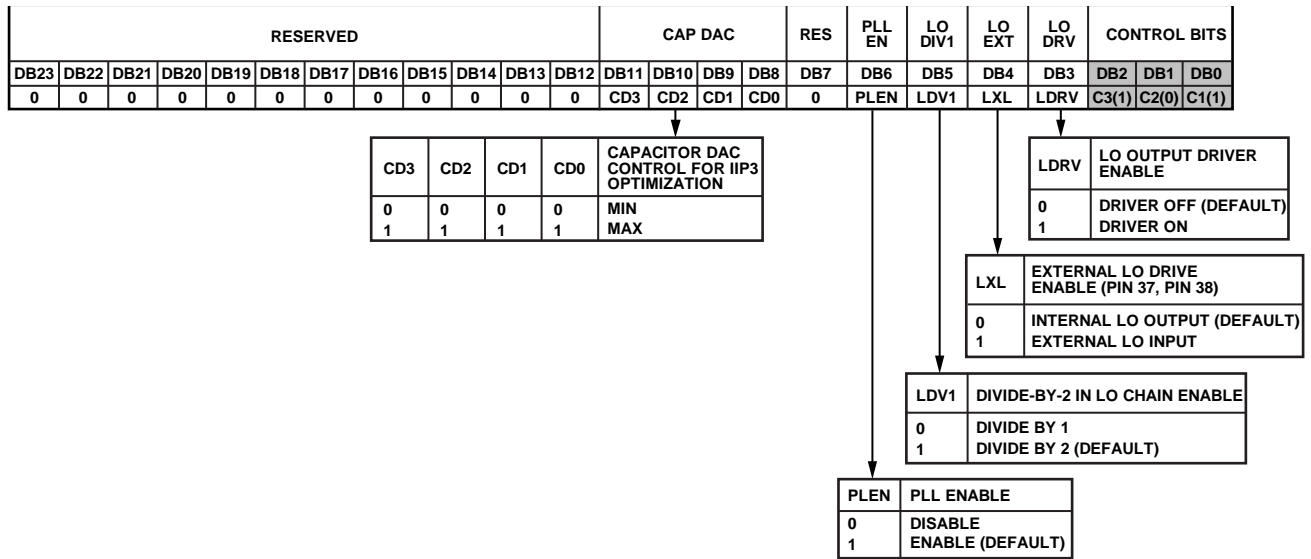 RESERVED CAP DAC RES PLL EN LO DIV1 LO EXT LO DRV CONTROL BITS
DB23 DB22 DB21 DB20 DB19 DB18 DB17 DB16 DB15 DB14 DB13 DB12 DB11 DB10 DB9 DB8 DB7 DB6 DB5 DB4 DB3 DB2 DB1 DB0
0 0 0 0 0 0 0 0 0 0 0 0 CD3 CD2 CD1 CD0 0 PLEN LDV1 LXL LDRV C3(1) C2(0) C1(1)
CD3 CD2 CD1 CD0 CAPACITOR DAC
CONTROL FOR IIP3
OPTIMIZATION
0 0 0 0 MIN
1 1 1 1 MAX
LDRV LO OUTPUT DRIVER
ENABLE
0 DRIVER OFF (DEFAULT)
1 DRIVER ON
LXL EXTERNAL LO DRIVE
ENABLE (PIN 37, PIN 38)
0 INTERNAL LO OUTPUT (DEFAULT)
1 EXTERNAL LO INPUT
LDV1 DIVIDE-BY-2 IN LO CHAIN ENABLE
0 DIVIDE BY 1
1 DIVIDE BY 2 (DEFAULT)
PLEN PLL ENABLE
0 DISABLE
1 ENABLE (DEFAULT)